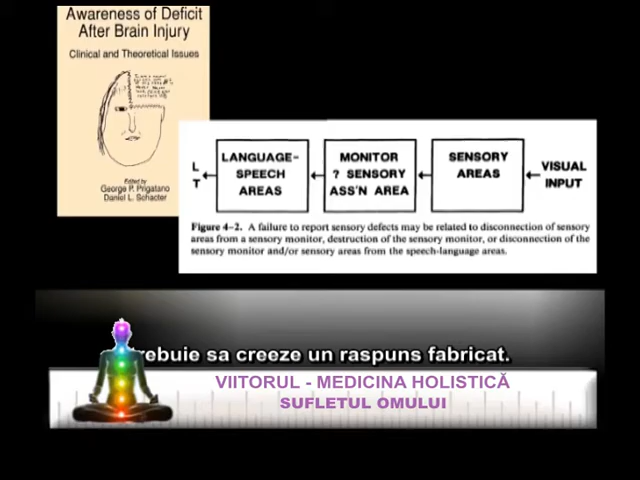 Awareness of Deficit
After Brain Injury
Clinical and Theoretical Issues
Edited by
George P. Prigatano
Daniel L. Schacter
L
T
LANGUAGE-
SPEECH
AREAS
MONITOR
? SENSORY
ASS'N AREA
SENSORY
AREAS
VISUAL
INPUT
Figure 4-2. A failure to report sensory defects may be related to disconnection of sensory
areas from a sensory monitor, destruction of the sensory monitor, or disconnection of the
sensory monitor and/or sensory areas from the speech-language areas.
rebuie sa creeze un raspuns fabricat.
VIITORUL - MEDICINA HOLISTICĂ
SUFLETUL OMULUI